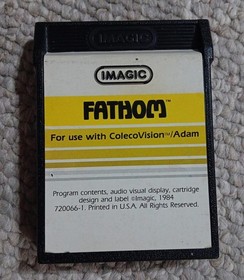 IMAGIC
FATHOM™
For use with ColecoVision™/Adam
Program contents, audio visual display, cartridge
design and label ©Imagic, 1984
720066-1. Printed in U.S.A. All Rights Reserved.